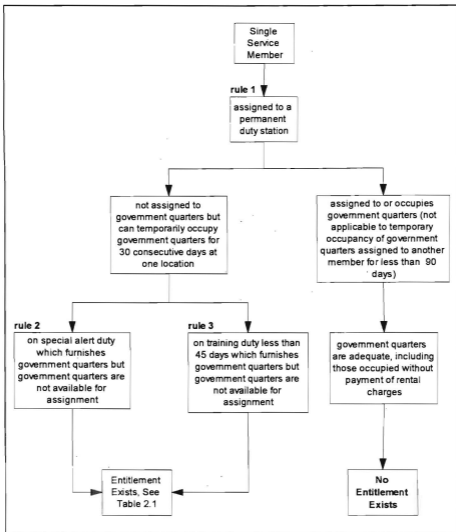 Single
Service
Member
rule 1
assigned to a
permanent
duty station
not assigned to
government quarters but
can temporarily occupy
government quarters for
30 consecutive days at
one location
assigned to or occupies
government quarters (not
applicable to temporary
occupancy of government
quarters assigned to another
member for less than 90
days)
rule 2
on special alert duty
which furnishes
government quarters but
government quarters are
not available for
assignment
rule 3
on training duty less than
45 days which furnishes
government quarters but
government quarters are
not available for
assignment
government quarters
are adequate, including
those occupied without
payment of rental
charges
Entitlement
Exists, See
Table 2.1
No
Entitlement
Exists